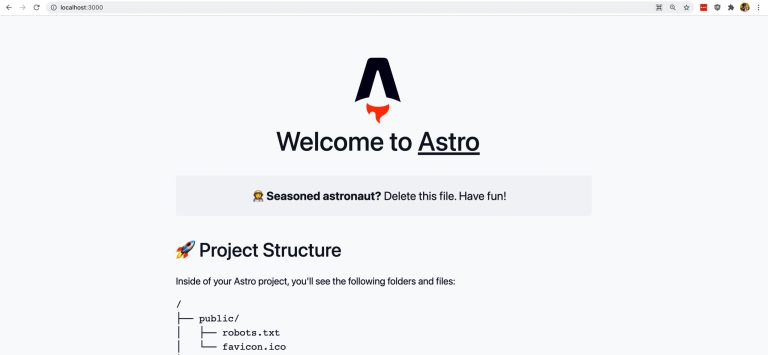 localhost:3000
Welcome to Astro
Seasoned astronaut? Delete this file. Have fun!
Project Structure
Inside of your Astro project, you'll see the following folders and files:
/
├── public/
│   ├── robots.txt
│   └── favicon.ico